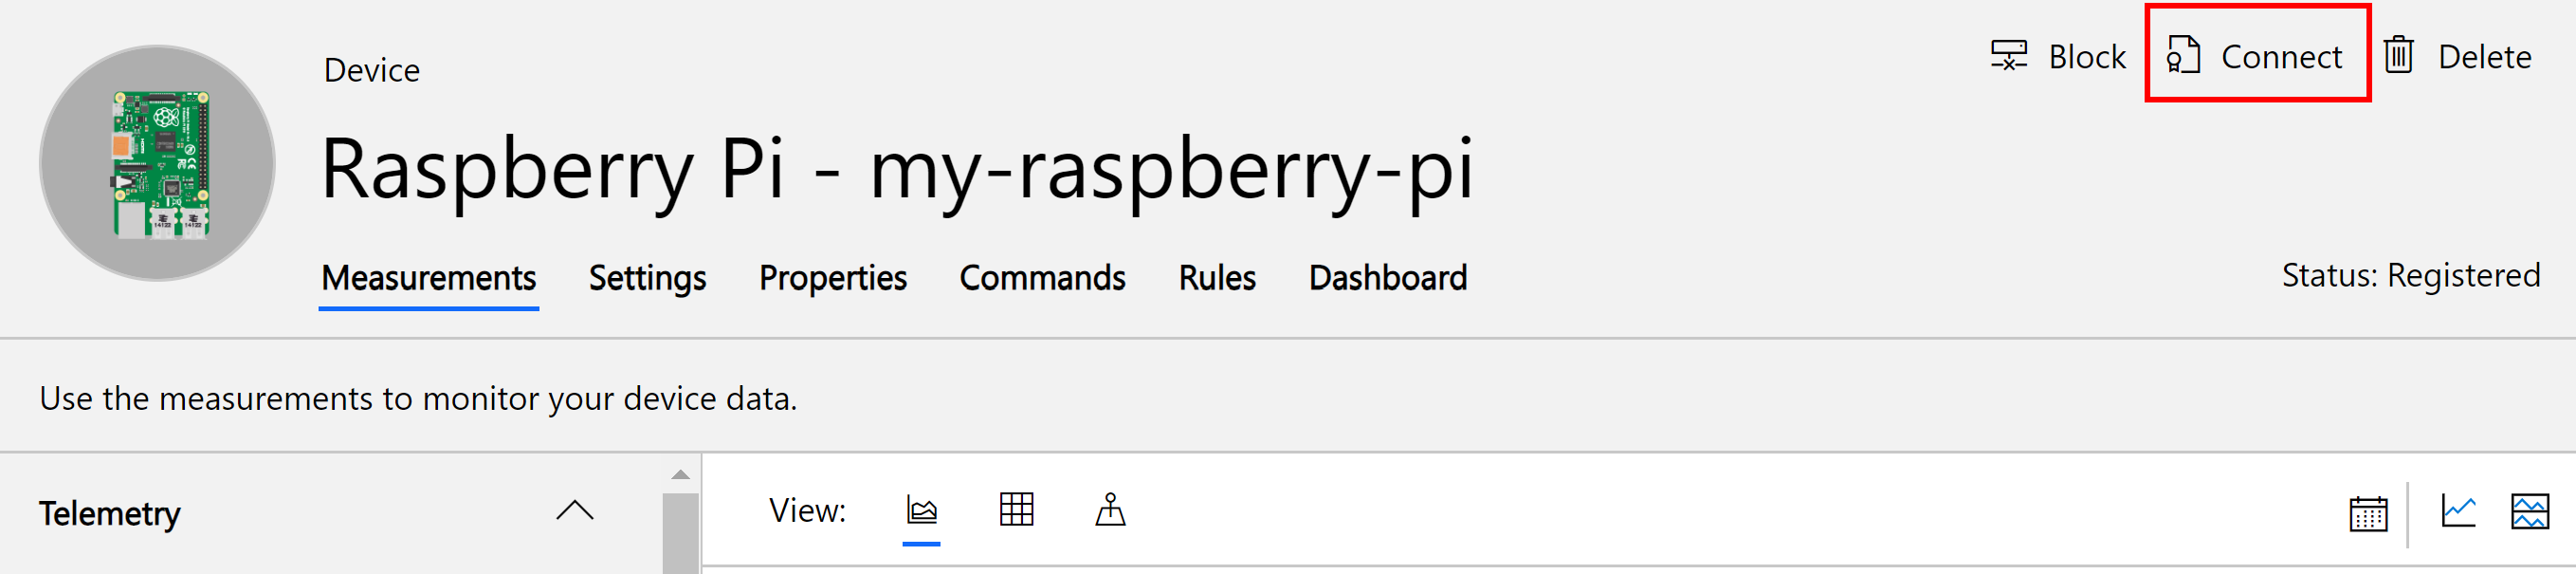 Device
Block Connect Delete
Raspberry Pi - my-raspberry-pi
Measurements Settings Properties Commands Rules Dashboard
Status: Registered
Use the measurements to monitor your device data.
Telemetry
View: